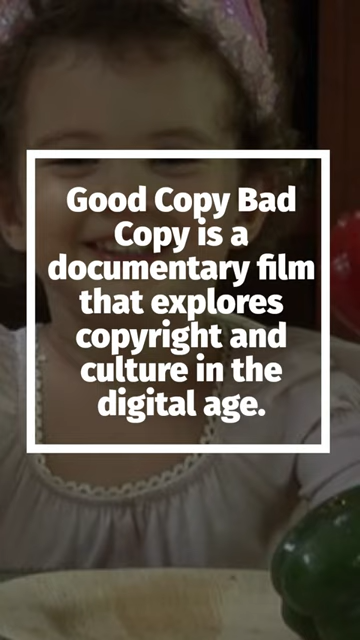 Good Copy Bad
Copy is a
documentary film
that explores
copyright and
culture in the
digital age.